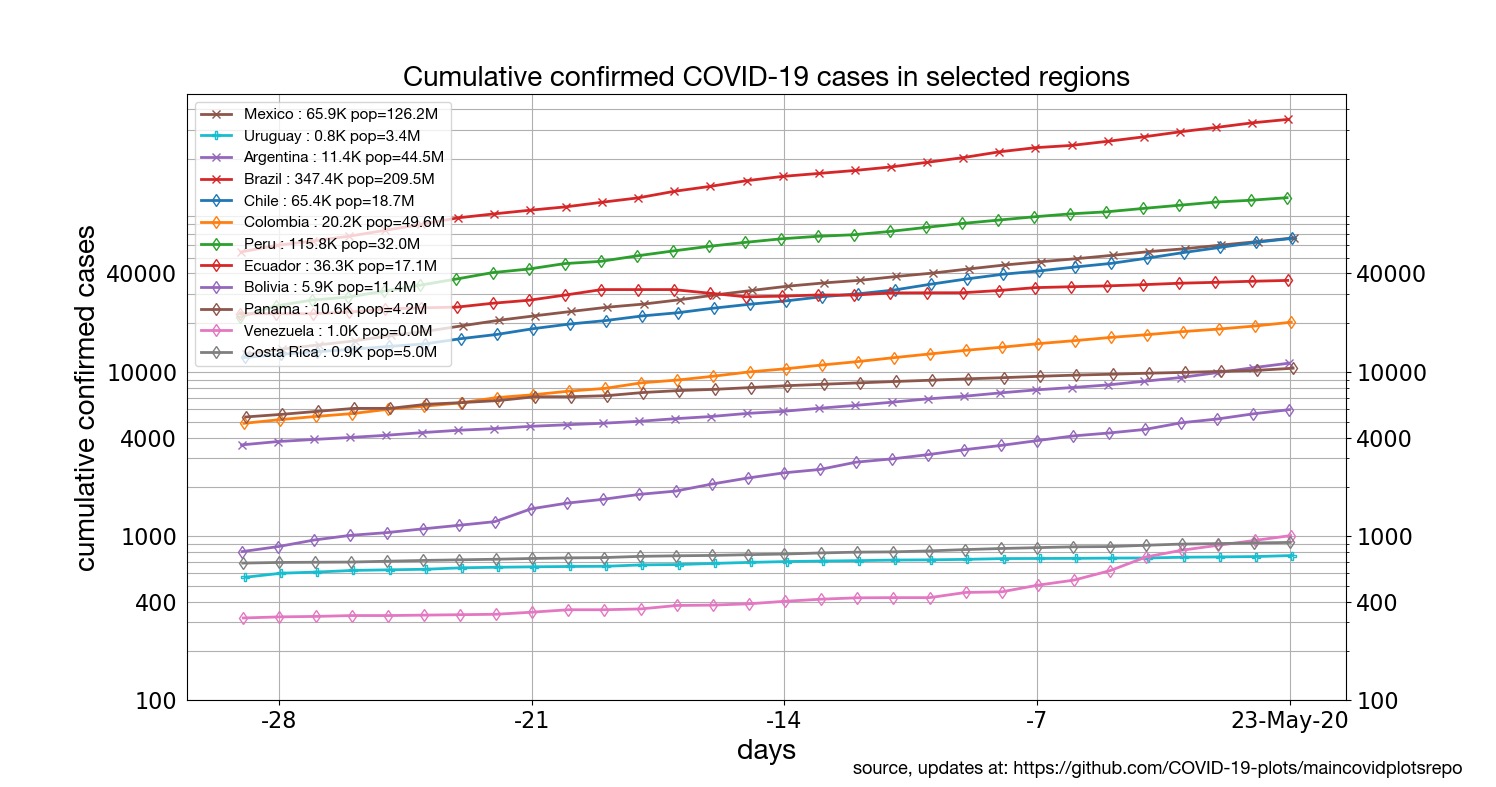 Cumulative confirmed COVID-19 cases in selected regions
Mexico : 65.9K pop=126.2M
Uruguay : 0.8K pop=3.4M
Argentina : 11.4K pop=44.5M
Brazil : 347.4K pop=209.5M
Chile : 65.4K pop=18.7M
Colombia : 20.2K pop=49.6M
Peru : 115.8K pop=32.0M
Ecuador : 36.3K pop=17.1M
Bolivia : 5.9K pop=11.4M
Panama : 10.6K pop=4.2M
Venezuela : 1.0K pop=0.0M
Costa Rica : 0.9K pop=5.0M
cumulative confirmed cases
40000
10000
4000
1000
400
100
40000
10000
4000
1000
400
100
-28
-21
-14
-7
23-May-20
days
source, updates at: https://github.com/COVID-19-plots/maincovidplotsrepo